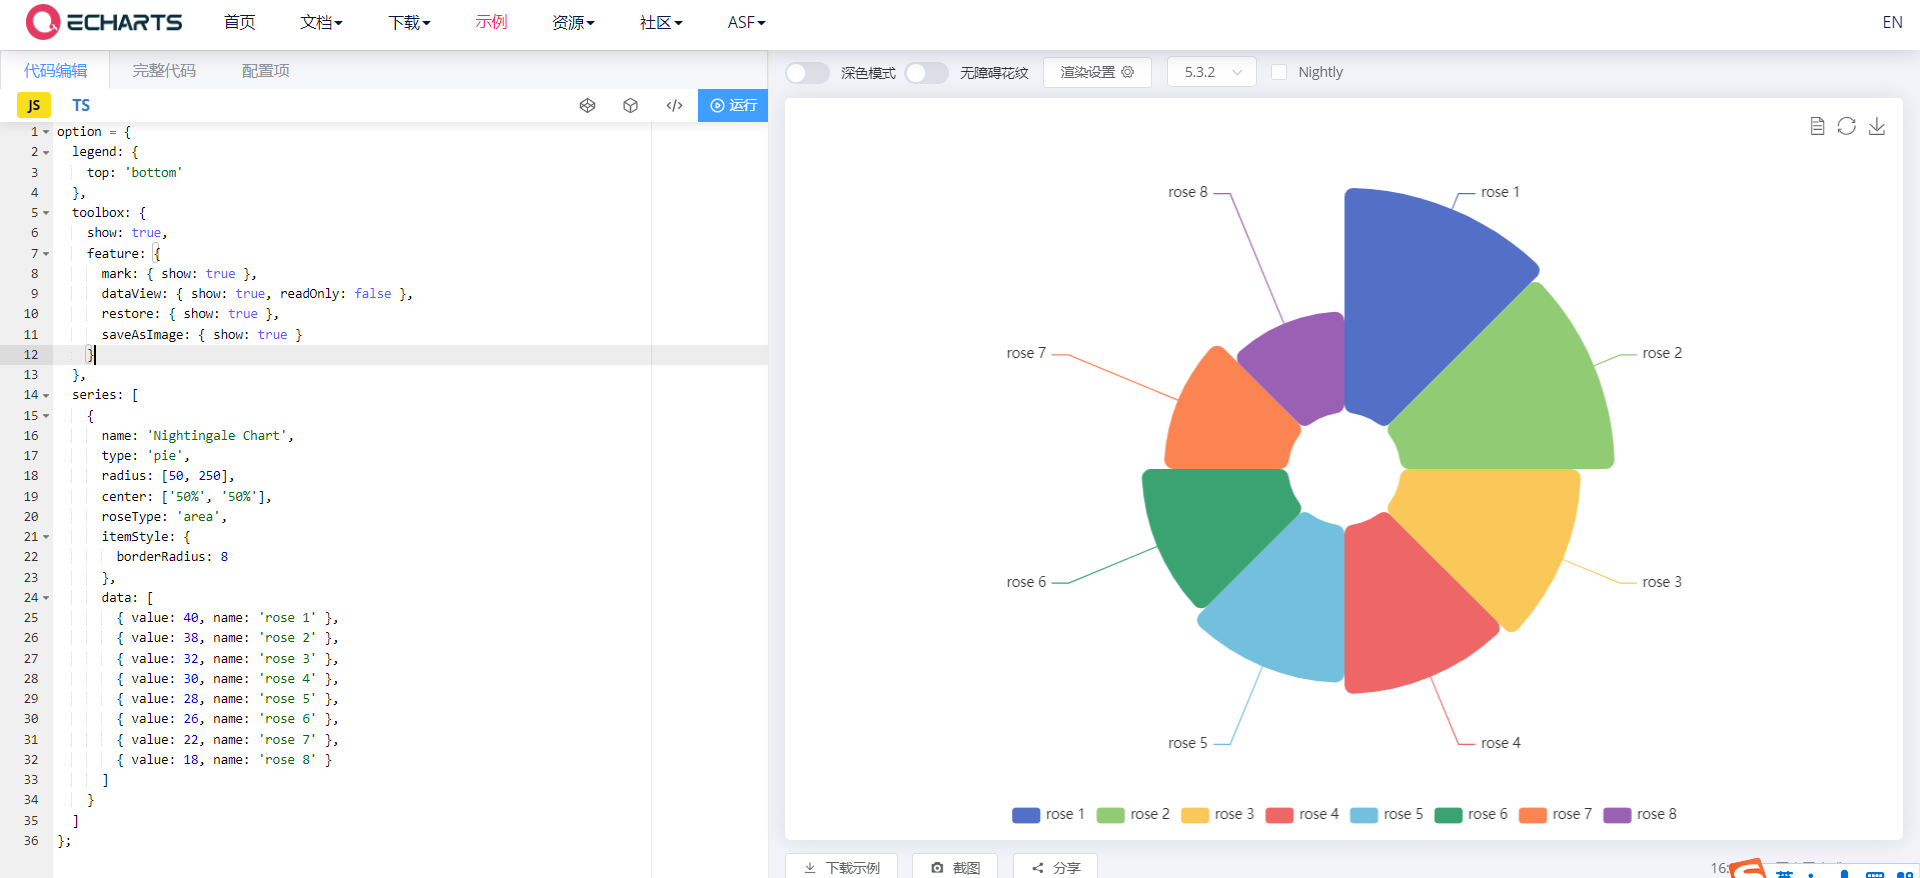 ECHARTS 首页 文档 下载 示例 资源 社区 ASF EN
代码编辑 完整代码 配置项
JS TS </> 运行
1 option = {
2 legend: {
3 top: 'bottom'
4 },
5 toolbox: {
6 show: true,
7 feature: {
8 mark: { show: true },
9 dataView: { show: true, readOnly: false },
10 restore: { show: true },
11 saveAsImage: { show: true }
12 }
13 },
14 series: [
15 {
16 name: 'Nightingale Chart',
17 type: 'pie',
18 radius: [50, 250],
19 center: ['50%', '50%'],
20 roseType: 'area',
21 itemStyle: {
22 borderRadius: 8
23 },
24 data: [
25 { value: 40, name: 'rose 1' },
26 { value: 38, name: 'rose 2' },
27 { value: 32, name: 'rose 3' },
28 { value: 30, name: 'rose 4' },
29 { value: 28, name: 'rose 5' },
30 { value: 26, name: 'rose 6' },
31 { value: 22, name: 'rose 7' },
32 { value: 18, name: 'rose 8' }
33 ]
34 }
35 ]
36 };
深色模式 无障碍花纹 渲染设置 5.3.2 Nightly
rose 8 rose 1
rose 7 rose 2
rose 6 rose 3
rose 5 rose 4
rose 1 rose 2 rose 3 rose 4 rose 5 rose 6 rose 7 rose 8
下载示例 截图 分享 16: